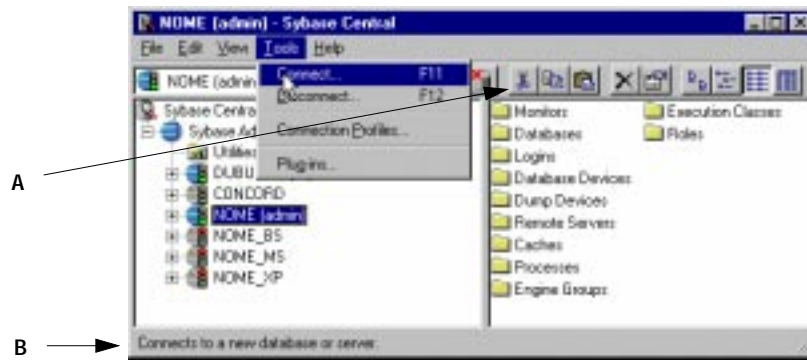 NOME (admin) - Sybase Central
File Edit View Tools Help
NOME (admin
Connect... F11
Disconnect... F12
Connection Profiles...
Plug-ins...
Sybase Centra
Sybase Ad
Utilities
DUBU
CONCORD
NOME (admin)
NOME_BS
NOME_MS
NOME_XP
Monitors
Databases
Logins
Database Devices
Dump Devices
Remote Servers
Caches
Processes
Engine Groups
Execution Classes
Roles
A
B
Connects to a new database or server.